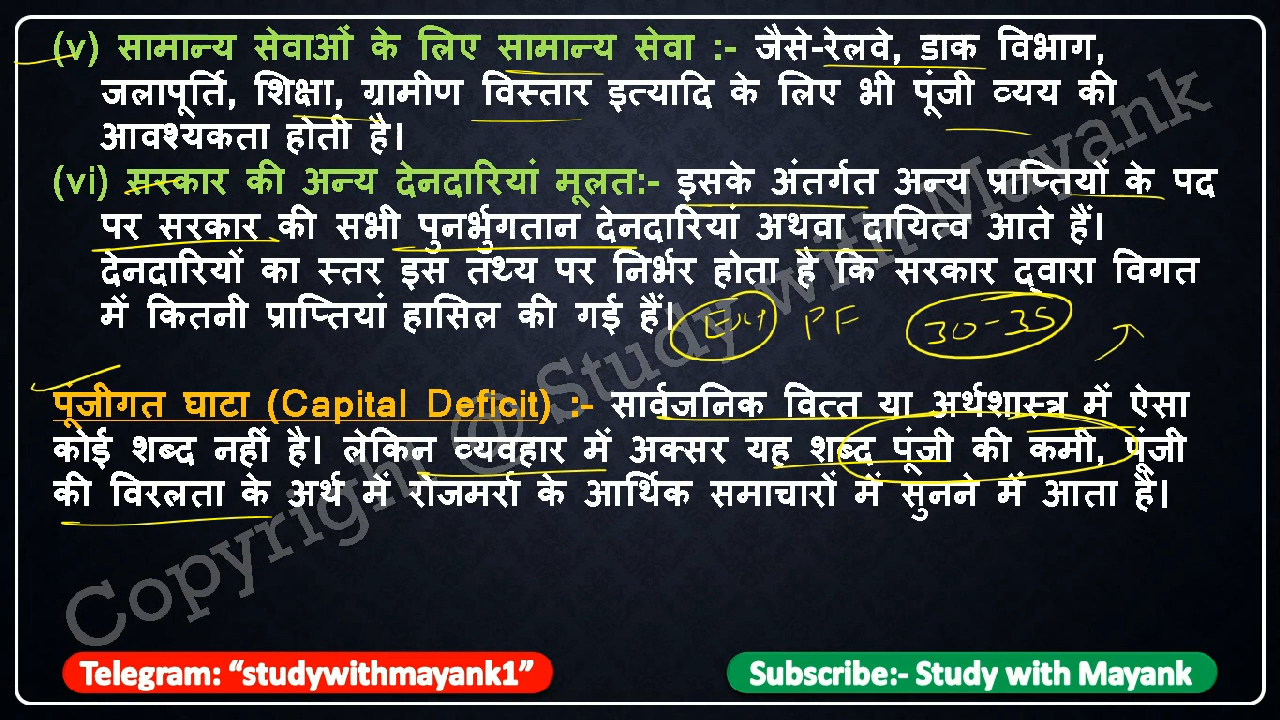 (v) सामान्य सेवाओं के लिए सामान्य सेवा :- जैसे-रेलवे, डाक विभाग,
जलापूर्ति, शिक्षा, ग्रामीण विस्तार इत्यादि के लिए भी पूंजी व्यय की
आवश्यकता होती है।
(vi) सरकार की अन्य देनदारियां मूलत:- इसके अंतर्गत अन्य प्राप्तियों के पद
पर सरकार की सभी पुनर्भुगतान देनदारियां अथवा दायित्व आते हैं।
देनदारियों का स्तर इस तथ्य पर निर्भर होता है कि सरकार द्वारा विगत
में कितनी प्राप्तियां हासिल की गई हैं।
PF 30-35
पूंजीगत घाटा (Capital Deficit) :- सार्वजनिक वित्त या अर्थशास्त्र में ऐसा
कोई शब्द नहीं है। लेकिन व्यवहार में अक्सर यह शब्द पूंजी की कमी, पूंजी
की विरलता के अर्थ में रोजमर्रा के आर्थिक समाचारों में सुनने में आता है।
Copyright @ Study with Mayank
Telegram: “studywithmayank1”
Subscribe:- Study with Mayank